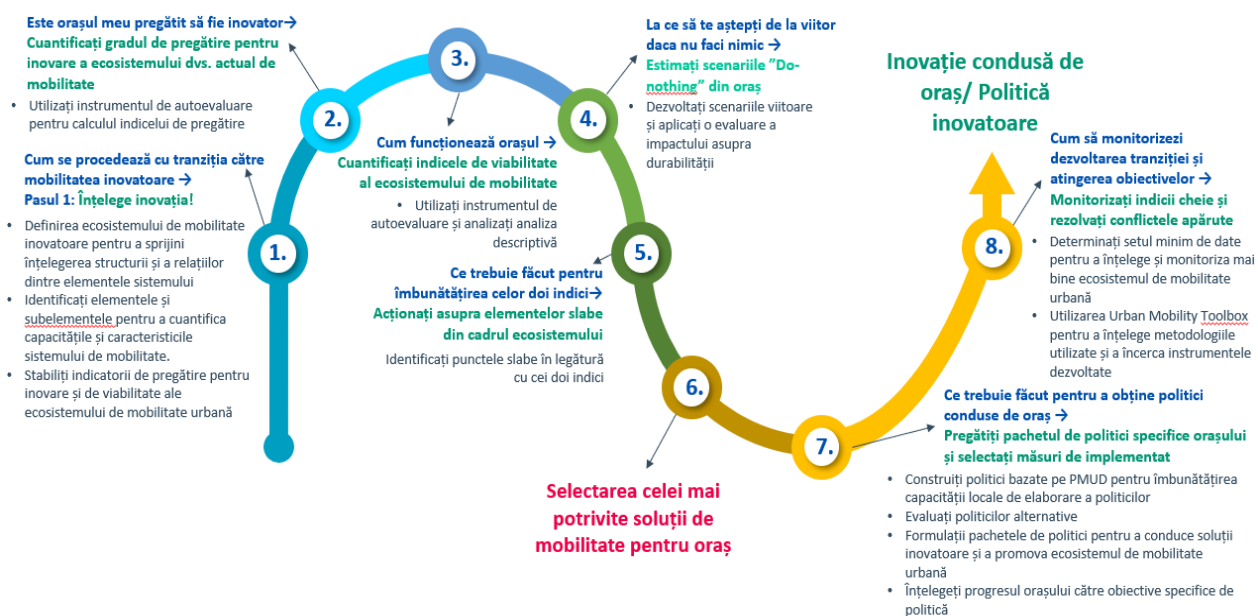 Este orașul meu pregătit să fie inovator→
Cuantificați gradul de pregătire pentru
inovare a ecosistemului dvs. actual de
mobilitate
• Utilizați instrumentul de autoevaluare
pentru calculul indicelui de pregătire
2.
Cum se procedează cu tranziția către
mobilitatea inovatoare →
Pasul 1: Înțelege inovația!
• Definirea ecosistemului de mobilitate
inovatoare pentru a sprijini
înțelegerea structurii și a relațiilor
dintre elementele sistemului
• Identificați elementele și
subelementele pentru a cuantifica
capacitățile și caracteristicile
sistemului de mobilitate.
• Stabiliți indicatorii de pregătire pentru
inovare și de viabilitate ale
ecosistemului de mobilitate urbană
1.
3.
Cum funcționează orașul →
Cuantificați indicele de viabilitate
al ecosistemului de mobilitate
• Utilizați instrumentul de
autoevaluare și analizați analiza
descriptivă
La ce să te aștepți de la viitor
daca nu faci nimic →
Estimați scenariile ”Do-
nothing” din oraș
• Dezvoltați scenariile viitoare
și aplicați o evaluare a
impactului asupra
durabilității
4.
Ce trebuie făcut pentru
îmbunătățirea celor doi indici→
Acționați asupra elementelor slabe
din cadrul ecosistemului
Identificați punctele slabe în legătură
cu cei doi indici
5.
6.
Selectarea celei mai
potrivite soluții de
mobilitate pentru oraș
7.
Ce trebuie făcut pentru a obține politici
conduse de oraș →
Pregătiți pachetul de politici specifice orașului
și selectați măsuri de implementat
• Construiți politici bazate pe PMUD pentru îmbunătățirea
capacității locale de elaborare a politicilor
• Evaluați politicilor alternative
• Formulații pachetele de politici pentru a conduce soluții
inovatoare și a promova ecosistemul de mobilitate
urbană
• Înțelegeți progresul orașului către obiective specifice de
politică
Inovație condusă de
oraș/ Politică
inovatoare
8.
Cum să monitorizezi
dezvoltarea tranziției și
atingerea obiectivelor →
Monitorizați indicii cheie și
rezolvați conflictele apărute
• Determinați setul minim de date
pentru a înțelege și monitoriza mai
bine ecosistemul de mobilitate
urbană
• Utilizarea Urban Mobility Toolbox
pentru a înțelege metodologiile
utilizate și a încerca instrumentele
dezvoltate